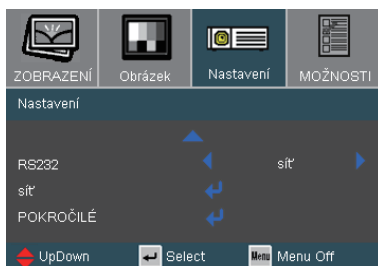 ZOBRAZENÍ Obrázek Nastavení MOŽNOSTI
Nastavení
RS232 síť
síť
POKROČILÉ
UpDown Select Menu Menu Off